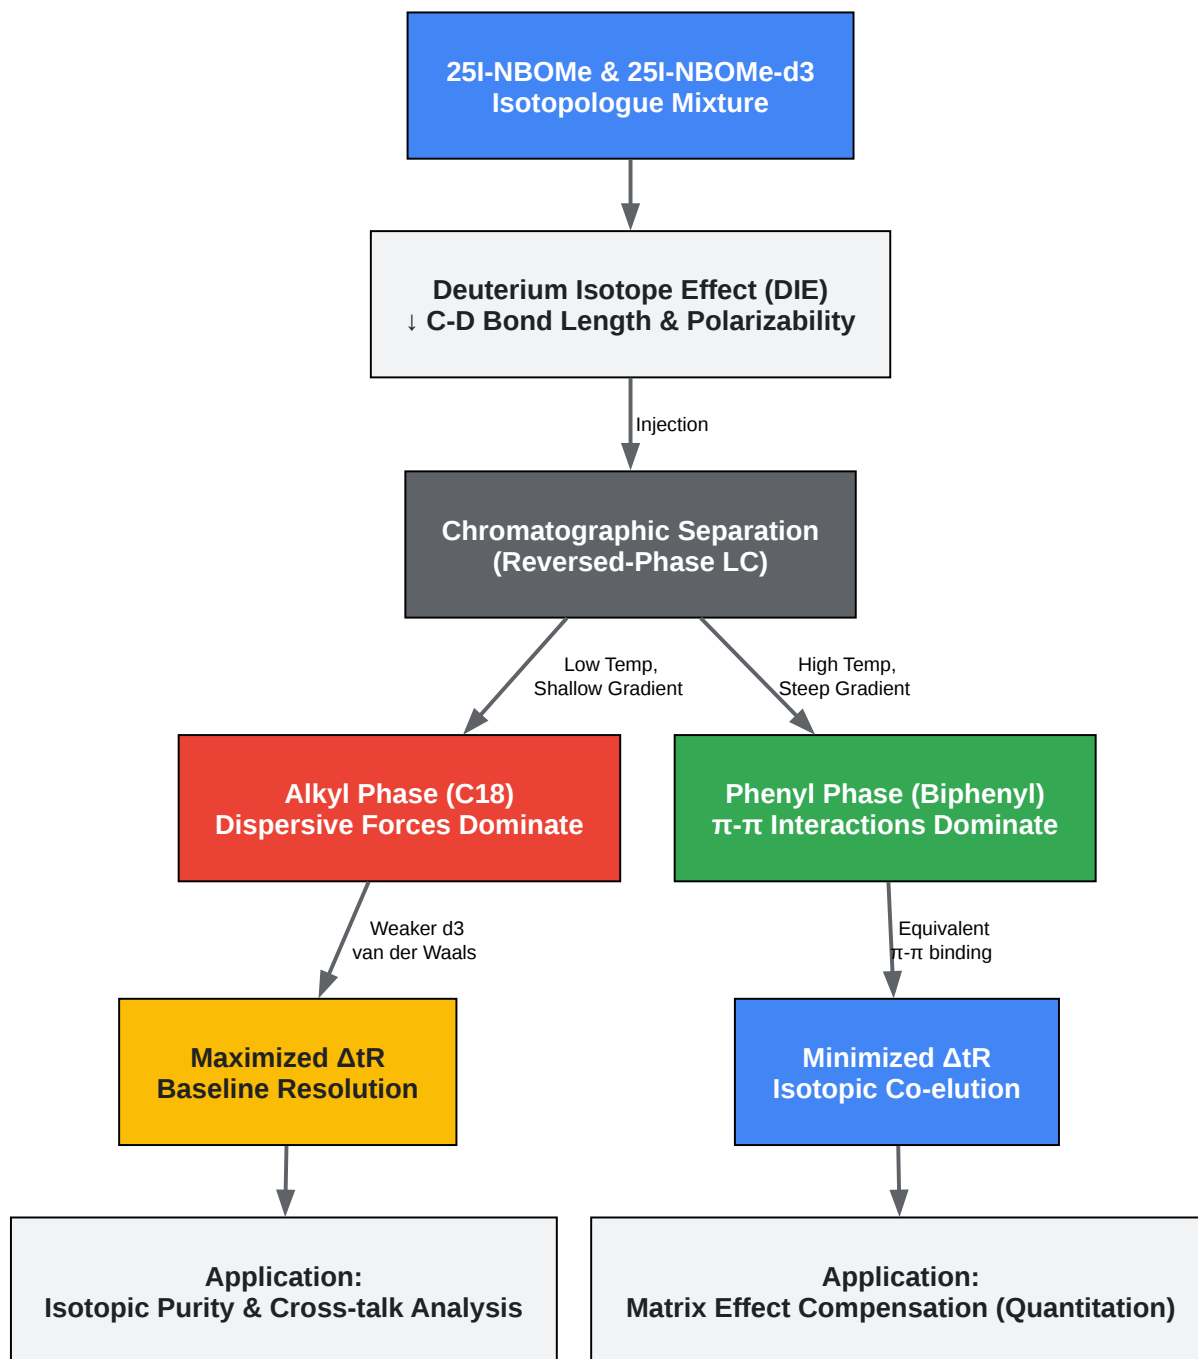 25I-NBOMe & 25I-NBOMe-d3
Isotopologue Mixture
Deuterium Isotope Effect (DIE)
↓ C-D Bond Length & Polarizability
Injection
Chromatographic Separation
(Reversed-Phase LC)
Low Temp,
Shallow Gradient
High Temp,
Steep Gradient
Alkyl Phase (C18)
Dispersive Forces Dominate
Phenyl Phase (Biphenyl)
π-π Interactions Dominate
Weaker d3
van der Waals
Equivalent
π-π binding
Maximized ΔtR
Baseline Resolution
Minimized ΔtR
Isotopic Co-elution
Application:
Isotopic Purity & Cross-talk Analysis
Application:
Matrix Effect Compensation (Quantitation)